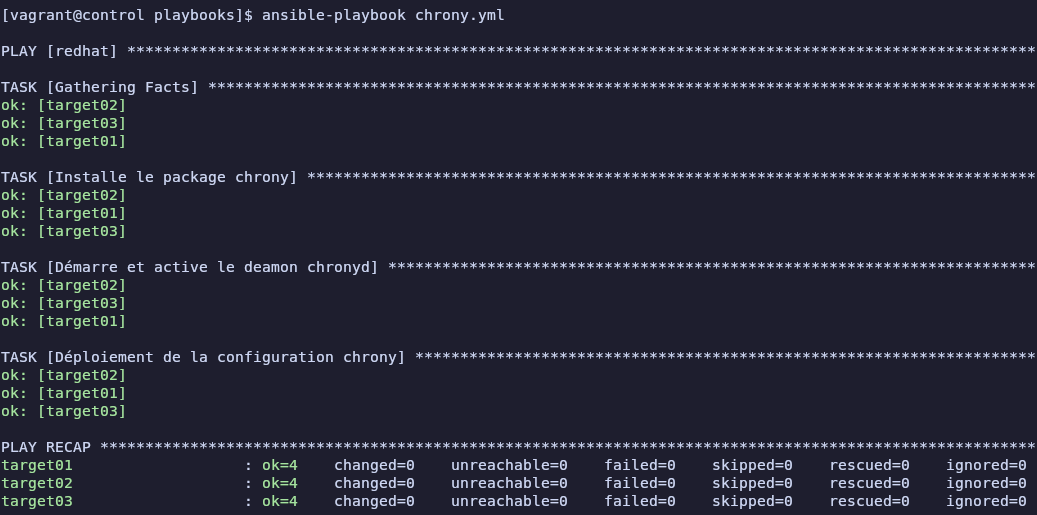 [vagrant@control playbooks]$ ansible-playbook chrony.yml
PLAY [redhat] *****************************************************************************************************
TASK [Gathering Facts] ********************************************************************************************
ok: [target02]
ok: [target03]
ok: [target01]
TASK [Installe le package chrony] *********************************************************************************
ok: [target02]
ok: [target01]
ok: [target03]
TASK [Démarre et active le deamon chronyd] ************************************************************************
ok: [target02]
ok: [target03]
ok: [target01]
TASK [Déploiement de la configuration chrony] *********************************************************************
ok: [target02]
ok: [target01]
ok: [target03]
PLAY RECAP ********************************************************************************************************
target01                   : ok=4    changed=0    unreachable=0    failed=0    skipped=0    rescued=0    ignored=0
target02                   : ok=4    changed=0    unreachable=0    failed=0    skipped=0    rescued=0    ignored=0
target03                   : ok=4    changed=0    unreachable=0    failed=0    skipped=0    rescued=0    ignored=0